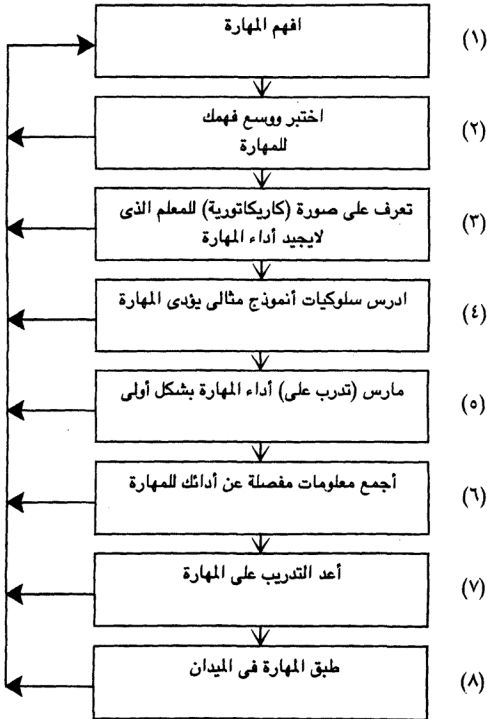 افهم المهارة
(١)
اختبر ووسع فهمك
للمهارة
(٢)
تعرف على صورة (كاريكاتورية) للمعلم الذى
لايجيد أداء المهارة
(٣)
ادرس سلوكيات أنموذج مثالى يؤدى المهارة
(٤)
مارس (تدرب على) أداء المهارة بشكل أولى
(٥)
أجمع معلومات مفصلة عن أدائك للمهارة
(٦)
أعد التدريب على المهارة
(٧)
طبق المهارة فى الميدان
(٨)